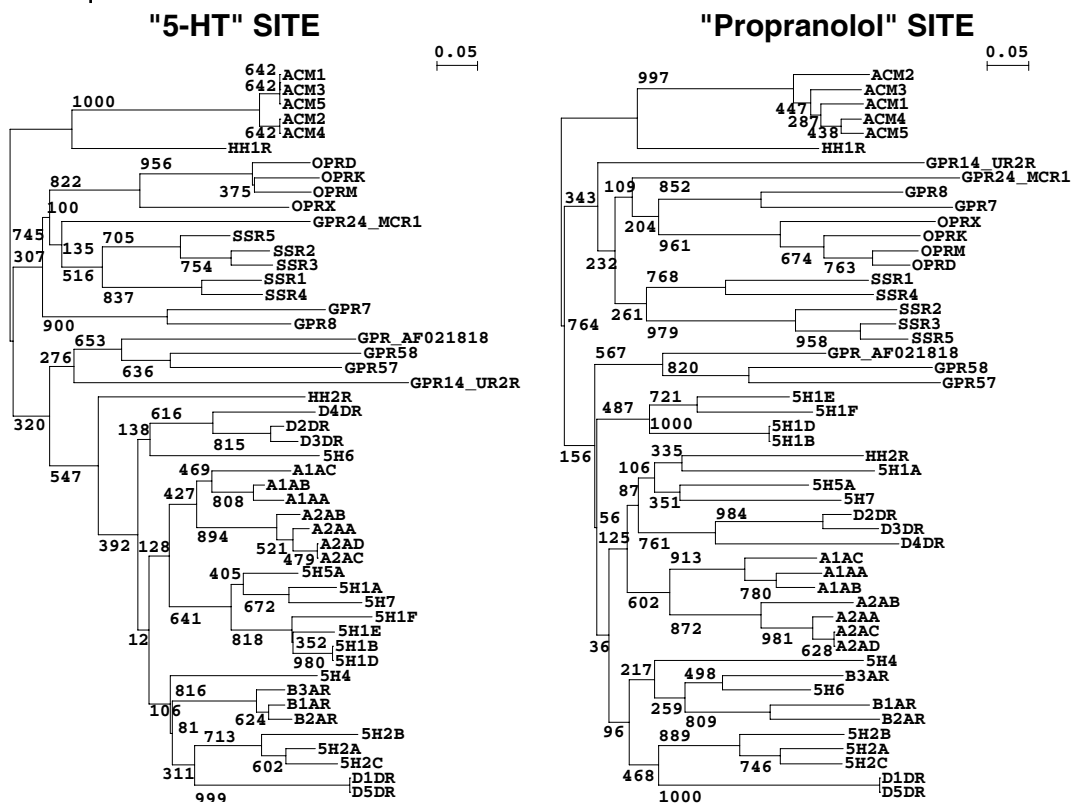 "5-HT" SITE
"Propranolol" SITE
0.05
0.05
642
ACM1
642
ACM3
1000
ACM5
ACM2
642
ACM4
HH1R
956
OPRD
OPRK
822
375
OPRM
OPRX
100
GPR24_MCR1
745
135
705
SSR5
SSR2
307
754
SSR3
516
SSR1
837
SSR4
GPR7
900
GPR8
653
GPR_AF021818
276
GPR58
636
GPR57
GPR14_UR2R
320
HH2R
616
D4DR
138
D2DR
815
D3DR
547
5H6
469
A1AC
427
A1AB
808
A1AA
A2AB
894
A2AA
392
128
521
A2AD
479
A2AC
405
5H5A
5H1A
672
5H7
641
5H1F
12
818
5H1E
352
5H1B
980
5H1D
5H4
816
B3AR
106
B1AR
624
B2AR
81
713
5H2B
5H2A
602
5H2C
311
D1DR
999
D5DR
997
ACM2
ACM3
447
ACM1
287
ACM4
438
ACM5
HH1R
GPR14_UR2R
343
109
GPR24_MCR1
852
GPR8
GPR7
204
OPRX
961
OPRK
674
OPRM
763
OPRD
232
768
SSR1
SSR4
261
SSR2
764
979
SSR3
958
SSR5
567
GPR_AF021818
820
GPR58
GPR57
721
5H1E
487
5H1F
1000
5H1D
5H1B
156
335
HH2R
106
5H1A
87
5H5A
351
5H7
56
984
D2DR
125
D3DR
761
D4DR
913
A1AC
A1AA
780
A1AB
602
A2AB
872
A2AA
981
A2AC
36
628
A2AD
217
5H4
498
B3AR
5H6
259
B1AR
809
B2AR
96
889
5H2B
5H2A
746
5H2C
468
D1DR
1000
D5DR